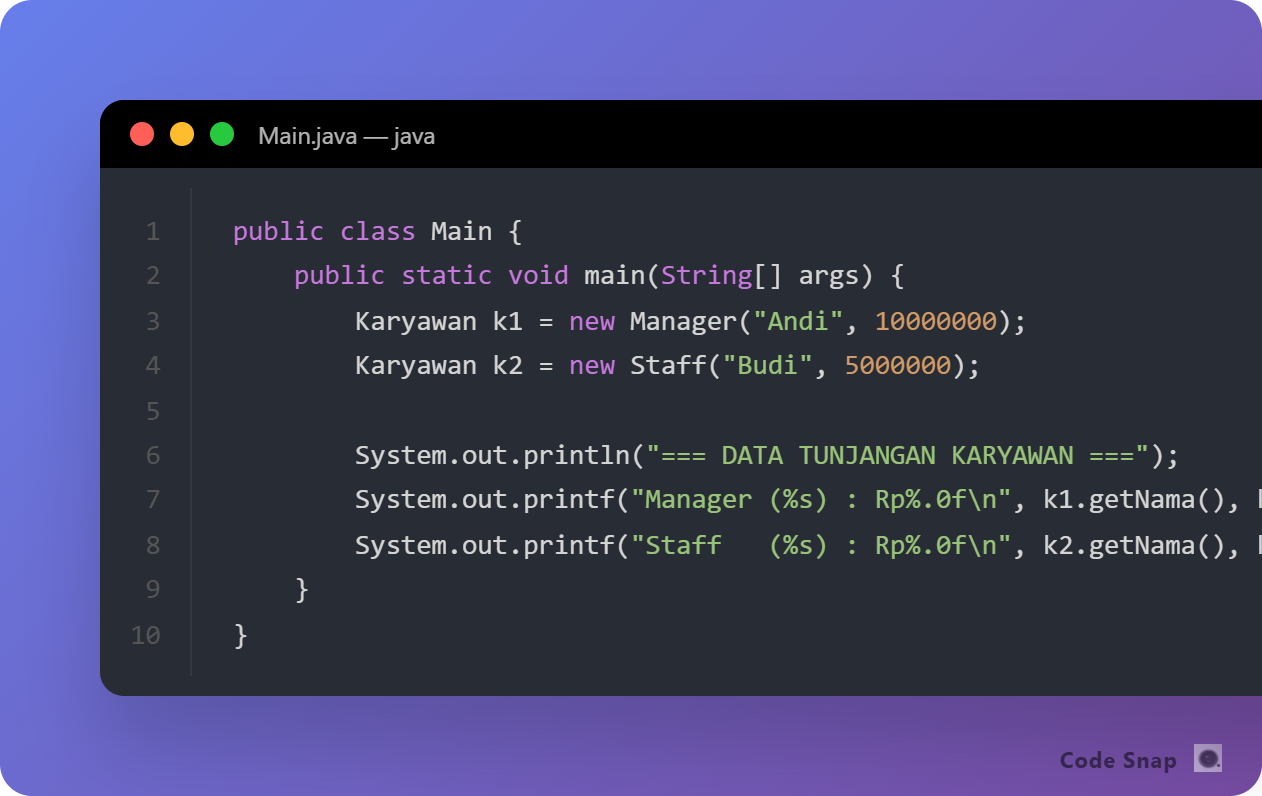 Main.java — java
1 public class Main {
2     public static void main(String[] args) {
3         Karyawan k1 = new Manager("Andi", 10000000);
4         Karyawan k2 = new Staff("Budi", 5000000);
5
6         System.out.println("=== DATA TUNJANGAN KARYAWAN ===");
7         System.out.printf("Manager (%s) : Rp%.0f\n", k1.getNama(),
8         System.out.printf("Staff   (%s) : Rp%.0f\n", k2.getNama(),
9     }
10 }
Code Snap